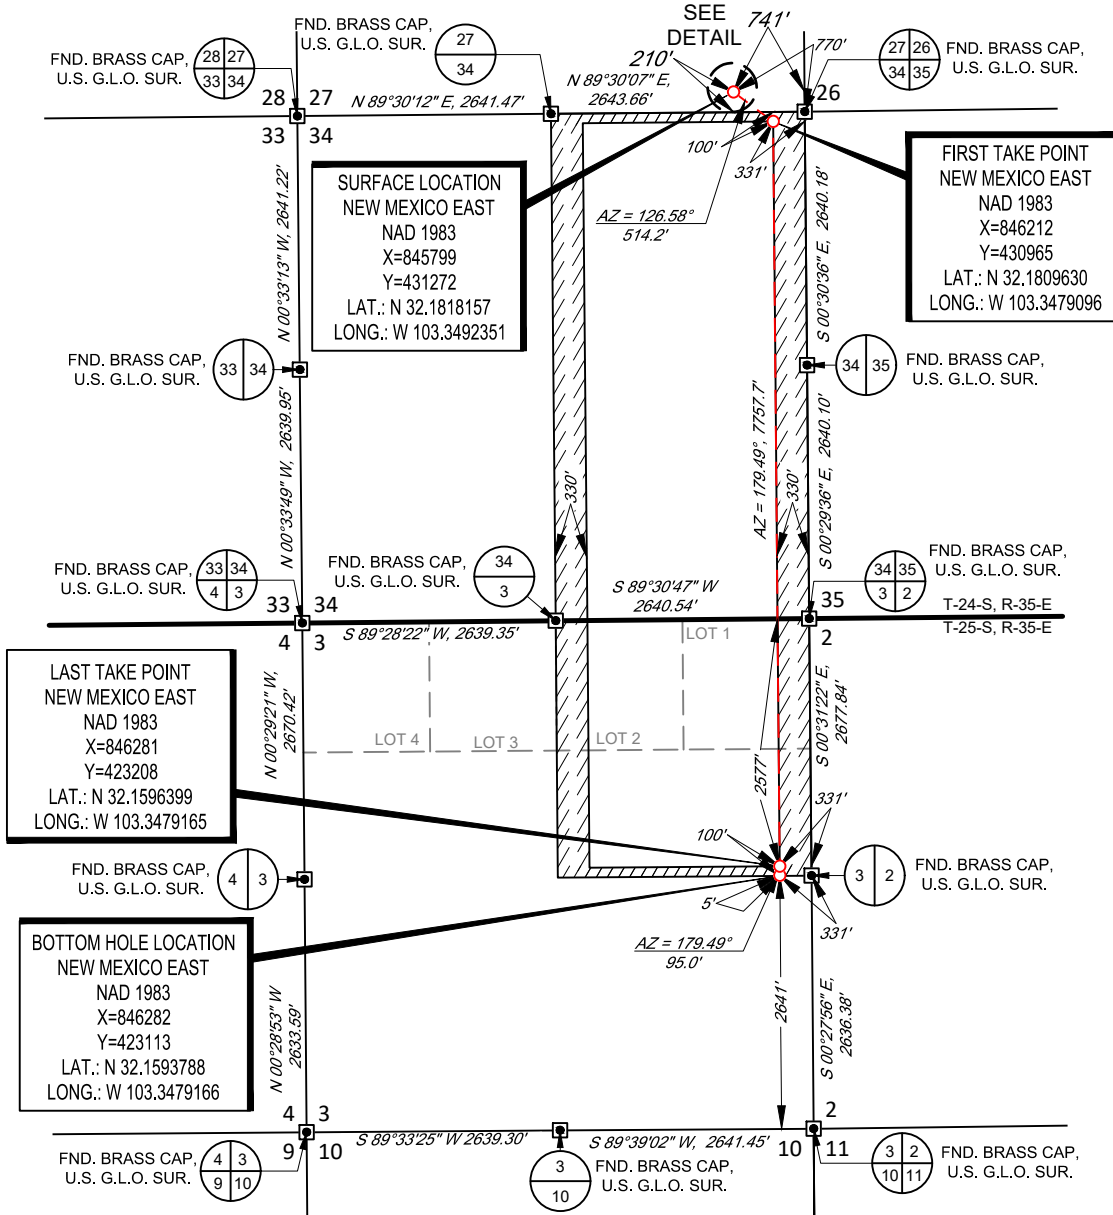 SEE
DETAIL
741'
770'
210'
FND. BRASS CAP,
U.S. G.L.O. SUR.
28 27
33 34
FND. BRASS CAP,
U.S. G.L.O. SUR.
27
34
27 26
34 35
FND. BRASS CAP,
U.S. G.L.O. SUR.
28 27
33 34
N 89°30'12" E, 2641.47'
N 89°30'07" E,
2643.66'
26
100'
331'
SURFACE LOCATION
NEW MEXICO EAST
NAD 1983
X=845799
Y=431272
LAT.: N 32.1818157
LONG.: W 103.3492351
AZ = 126.58°
514.2'
FIRST TAKE POINT
NEW MEXICO EAST
NAD 1983
X=846212
Y=430965
LAT.: N 32.1809630
LONG.: W 103.3479096
N 00°33'13" W, 2641.22'
S 00°30'36" E, 2640.18'
FND. BRASS CAP,
U.S. G.L.O. SUR.
33 34
34 35
FND. BRASS CAP,
U.S. G.L.O. SUR.
N 00°33'49" W, 2639.95'
330'
AZ = 179.49°, 7757.7'
330'
S 00°29'36" E, 2640.10'
FND. BRASS CAP,
U.S. G.L.O. SUR.
33 34
4 3
FND. BRASS CAP,
U.S. G.L.O. SUR.
34
3
34 35
3 2
FND. BRASS CAP,
U.S. G.L.O. SUR.
33 34
4 3
S 89°28'22" W, 2639.35'
S 89°30'47" W
2640.54'
35
2
T-24-S, R-35-E
T-25-S, R-35-E
LOT 1
LOT 4
LOT 3
LOT 2
LAST TAKE POINT
NEW MEXICO EAST
NAD 1983
X=846281
Y=423208
LAT.: N 32.1596399
LONG.: W 103.3479165
N 00°29'21" W,
2670.42'
2577'
S 00°31'22" E,
2677.84'
100'
331'
FND. BRASS CAP,
U.S. G.L.O. SUR.
4 3
3 2
FND. BRASS CAP,
U.S. G.L.O. SUR.
5'
331'
AZ = 179.49°
95.0'
BOTTOM HOLE LOCATION
NEW MEXICO EAST
NAD 1983
X=846282
Y=423113
LAT.: N 32.1593788
LONG.: W 103.3479166
N 00°28'53" W
2633.59'
2641'
S 00°27'56" E,
2636.38'
4 3
9 10
S 89°33'25" W 2639.30'
S 89°39'02" W, 2641.45'
2
10 11
FND. BRASS CAP,
U.S. G.L.O. SUR.
4 3
9 10
3
10
FND. BRASS CAP,
U.S. G.L.O. SUR.
3 2
10 11
FND. BRASS CAP,
U.S. G.L.O. SUR.